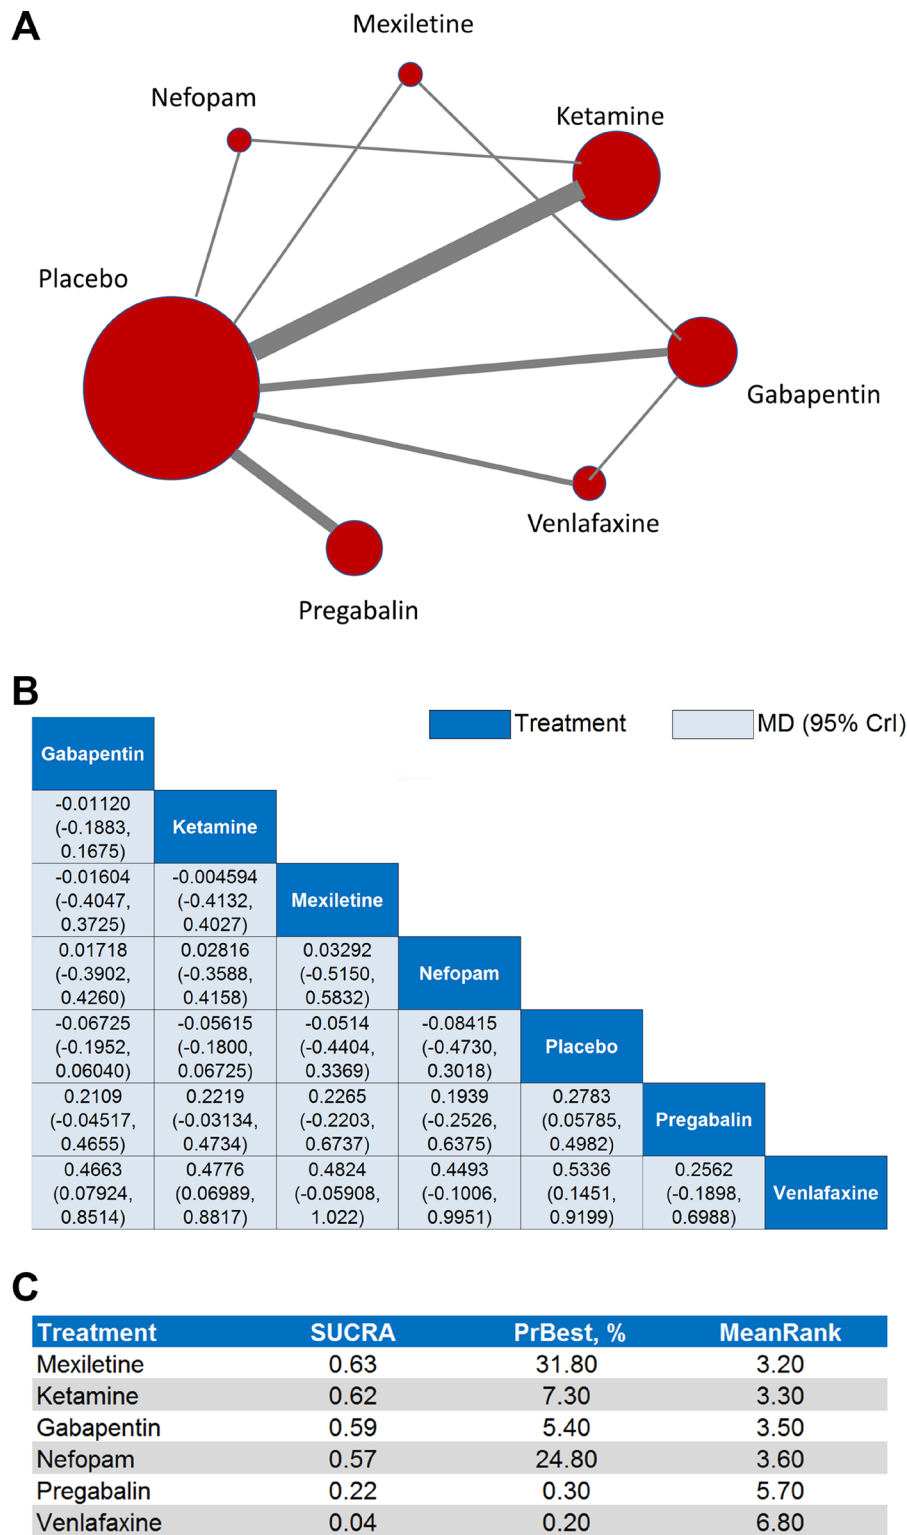 A
Mexiletine
Nefopam
Ketamine
Placebo
Gabapentin
Venlafaxine
Pregabalin
B
Treatment
MD (95% CrI)
Gabapentin
-0.01120
(-0.1883,
0.1675)
Ketamine
-0.01604
(-0.4047,
0.3725)
-0.004594
(-0.4132,
0.4027)
Mexiletine
0.01718
(-0.3902,
0.4260)
0.02816
(-0.3588,
0.4158)
0.03292
(-0.5150,
0.5832)
Nefopam
-0.06725
(-0.1952,
0.06040)
-0.05615
(-0.1800,
0.06725)
-0.0514
(-0.4404,
0.3369)
-0.08415
(-0.4730,
0.3018)
Placebo
0.2109
(-0.04517,
0.4655)
0.2219
(-0.03134,
0.4734)
0.2265
(-0.2203,
0.6737)
0.1939
(-0.2526,
0.6375)
0.2783
(0.05785,
0.4982)
Pregabalin
0.4663
(0.07924,
0.8514)
0.4776
(0.06989,
0.8817)
0.4824
(-0.05908,
1.022)
0.4493
(-0.1006,
0.9951)
0.5336
(0.1451,
0.9199)
0.2562
(-0.1898,
0.6988)
Venlafaxine
C
Treatment SUCRA PrBest, % MeanRank
Mexiletine 0.63 31.80 3.20
Ketamine 0.62 7.30 3.30
Gabapentin 0.59 5.40 3.50
Nefopam 0.57 24.80 3.60
Pregabalin 0.22 0.30 5.70
Venlafaxine 0.04 0.20 6.80